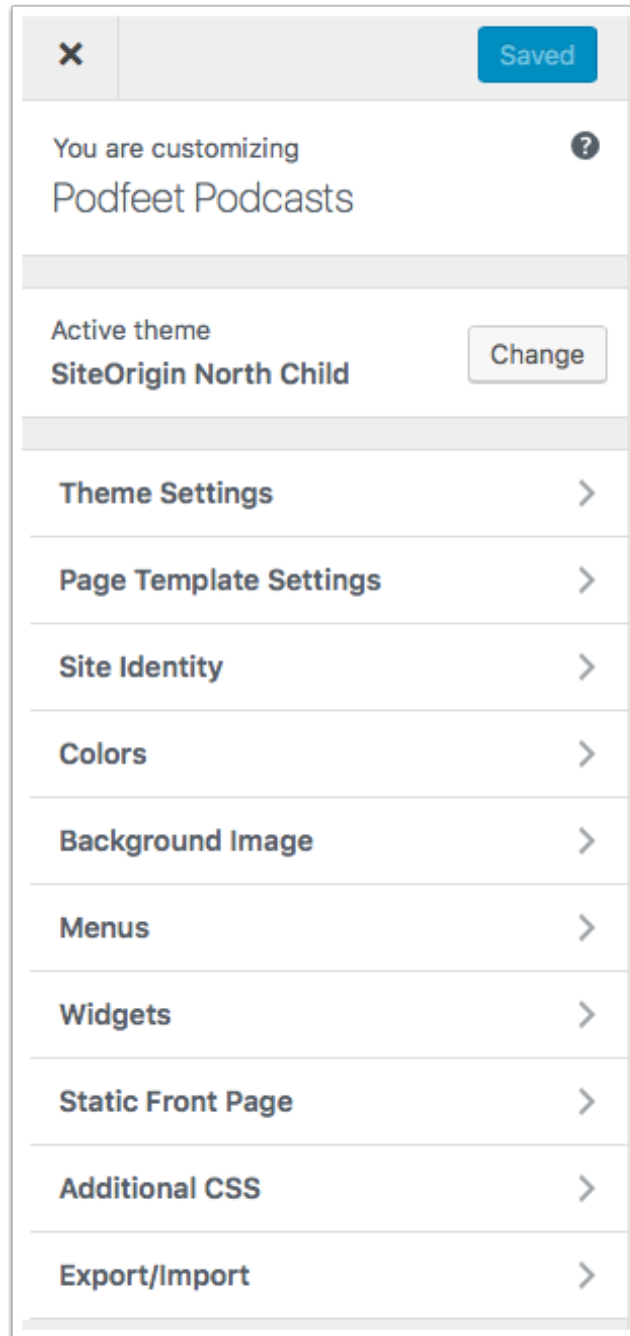 Saved
You are customizing
Podfeet Podcasts
Active theme
SiteOrigin North Child
Change
Theme Settings
Page Template Settings
Site Identity
Colors
Background Image
Menus
Widgets
Static Front Page
Additional CSS
Export/Import